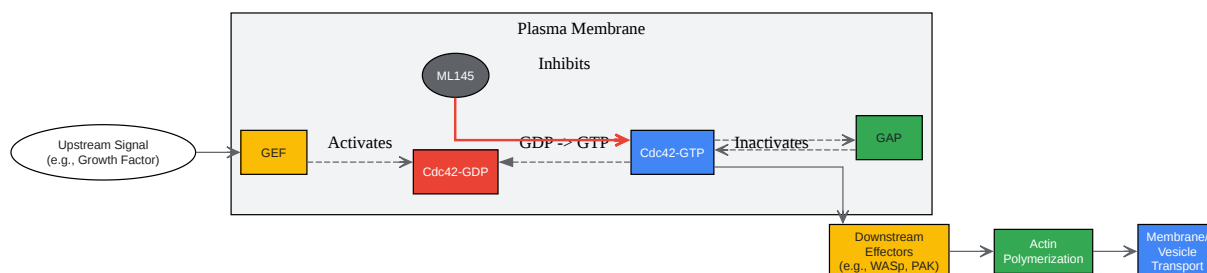 Plasma Membrane
Inhibits
ML145
Upstream Signal
(e.g., Growth Factor)
GEF
Activates
Cdc42-GDP
GDP -> GTP
Cdc42-GTP
Inactivates
GAP
Downstream
Effectors
(e.g., WASp, PAK)
Actin
Polymerization
Membrane/
Vesicle
Transport